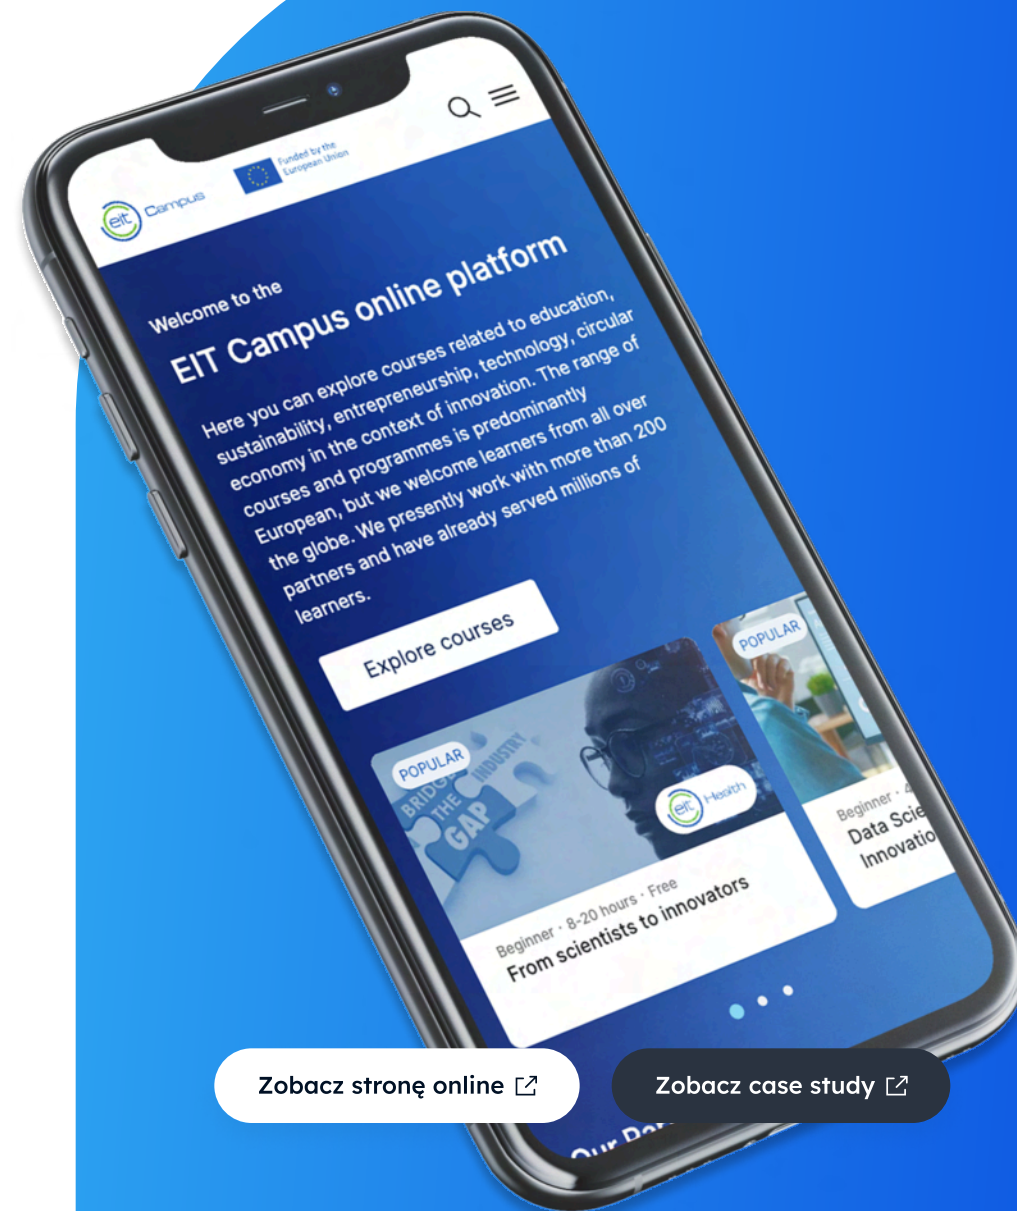 eit Campus
Funded by the
European Union
Welcome to the
EIT Campus online platform
Here you can explore courses related to education,
sustainability, entrepreneurship, technology, circular
economy in the context of innovation. The range of
courses and programmes is predominantly
European, but we welcome learners from all over
the globe. We presently work with more than 200
partners and have already served millions of
learners.
Explore courses
POPULAR
BRIDGE
THE
GAP
INDUSTRY
eit Health
Beginner · 8-20 hours · Free
From scientists to innovators
POPULAR
Beginner · 4
Data Scie
Innovatio
Zobacz stronę online
Zobacz case study
Our